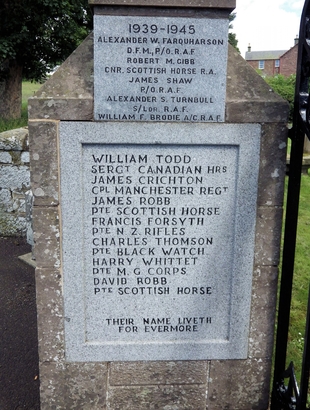 1939-1945
ALEXANDER W. FARQUHARSON
D.F.M., P/O. R.A.F.
ROBERT M. GIBB
GNR. SCOTTISH HORSE R.A.
JAMES SHAW
P/O. R.A.F.
ALEXANDER S. TURNBULL
S/LDR. R.A.F.
WILLIAM F. BRODIE A/C R.A.F.
WILLIAM TODD
SERGT CANADIAN HRS
JAMES CRICHTON
CPL MANCHESTER REGT
JAMES ROBB
PTE SCOTTISH HORSE
FRANCIS FORSYTH
PTE N Z. RIFLES
CHARLES THOMSON
PTE BLACK WATCH
HARRY WHITTET
PTE M. G CORPS
DAVID ROBB
PTE SCOTTISH HORSE
THEIR NAME LIVETH
FOR EVERMORE